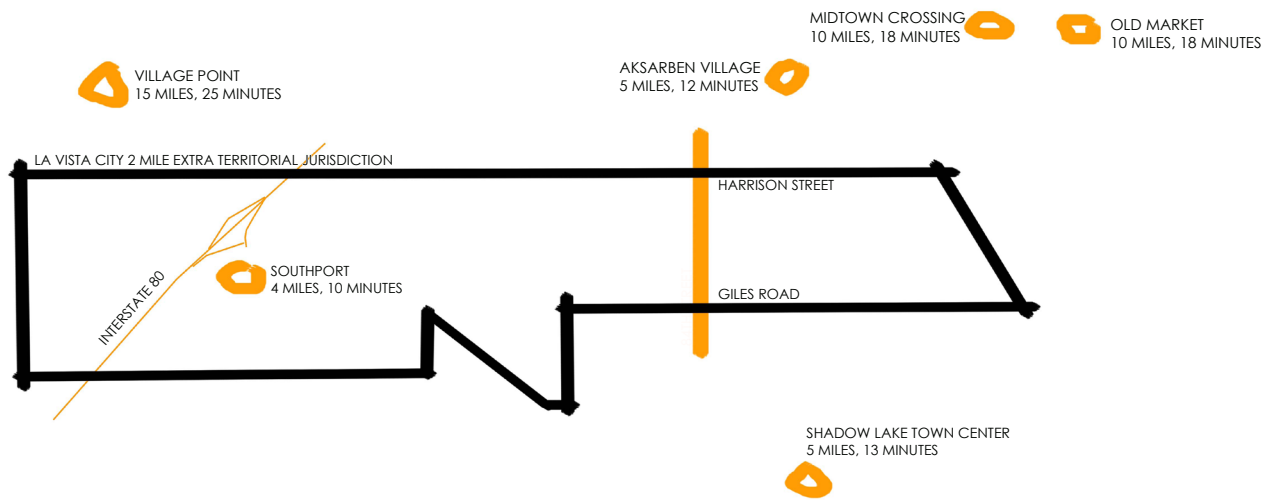 MIDTOWN CROSSING
10 MILES, 18 MINUTES
OLD MARKET
10 MILES, 18 MINUTES
AKSARBEN VILLAGE
5 MILES, 12 MINUTES
VILLAGE POINT
15 MILES, 25 MINUTES
LA VISTA CITY 2 MILE EXTRA TERRITORIAL JURISDICTION
HARRISON STREET
SOUTHPORT
4 MILES, 10 MINUTES
INTERSTATE 80
GILES ROAD
SHADOW LAKE TOWN CENTER
5 MILES, 13 MINUTES